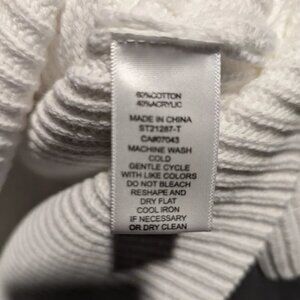 60%COTTON
40%ACRYLIC
MADE IN CHINA
ST21287-T
CA#07043
MACHINE WASH
COLD
GENTLE CYCLE
WITH LIKE COLORS
DO NOT BLEACH
RESHAPE AND
DRY FLAT
COOL IRON
IF NECESSARY
OR DRY CLEAN